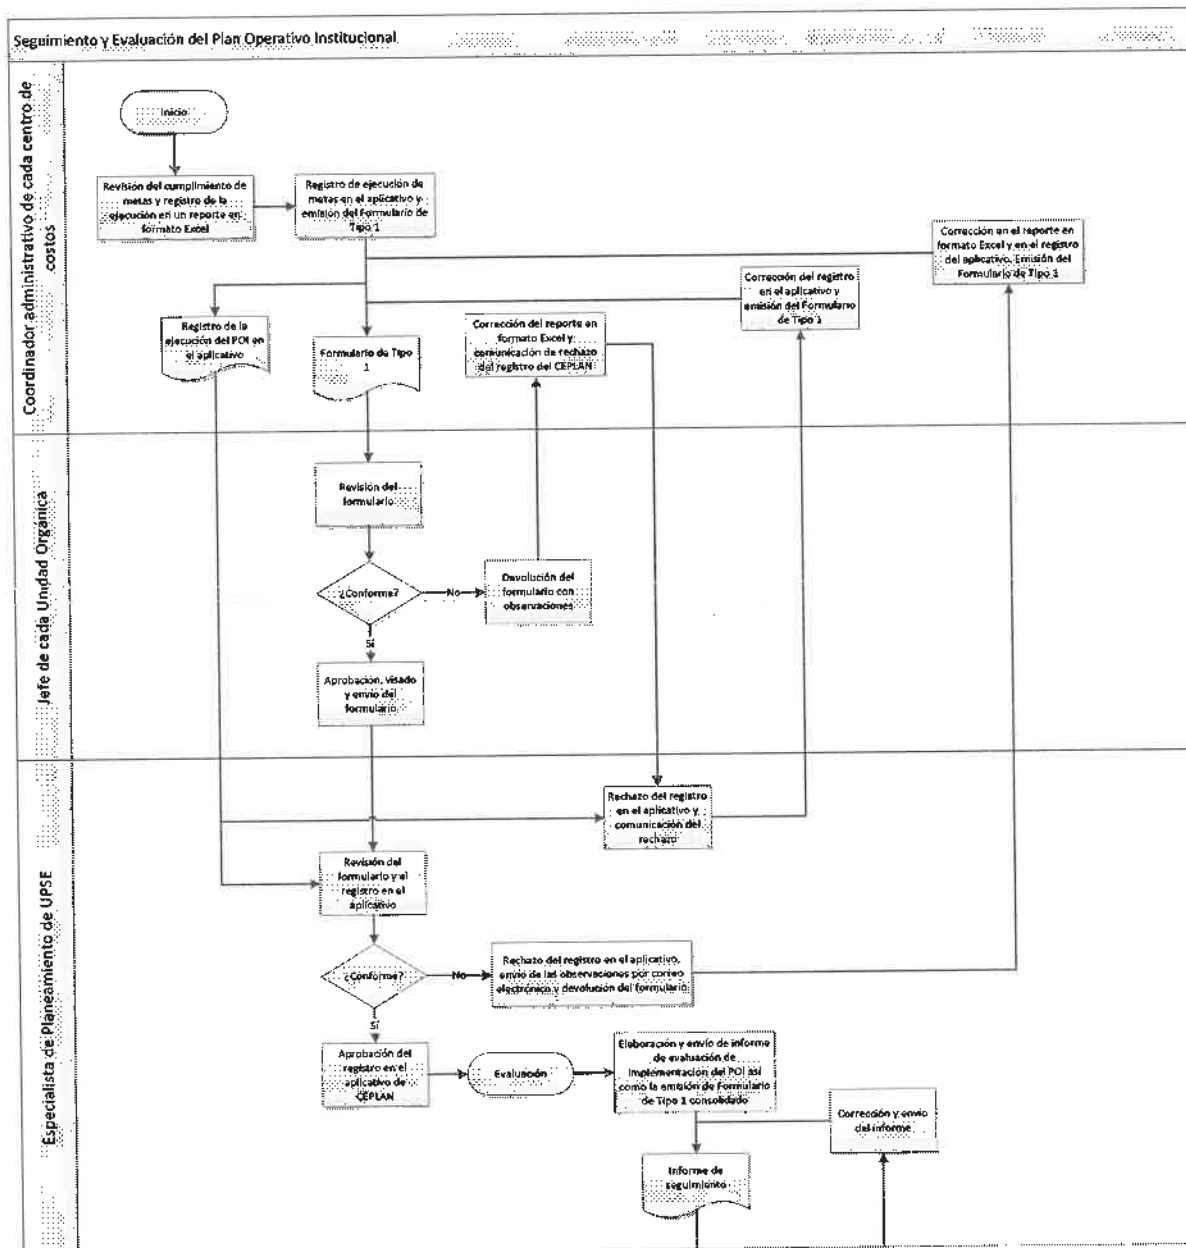 Seguimiento y Evaluación del Plan Operativo Institucional
Coordinador administrativo de cada centro de
costos
Inicio
Revisión del cumplimiento de
metas y registro de la
ejecución en un reporte en
formato Excel
Registro de ejecución de
metas en el aplicativo y
emisión del Formulario de
Tipo 1
Corrección en el reporte en
formato Excel y en el registro
del aplicativo. Emisión del
Formulario de Tipo 1
Corrección del registro
en el aplicativo y
emisión del Formulario
de Tipo 1
Registro de la
ejecución del POI en
el aplicativo
Formulario de Tipo
1
Corrección del reporte en
formato Excel y
comunicación de rechazo
del registro del CEPLAN
Jefe de cada Unidad Orgánica
Revisión del
formulario
¿Conforme?
No
Devolución del
formulario con
observaciones
Sí
Aprobación, visado
y envío del
formulario
Especialista de Planeamiento de UPSE
Rechazo del registro
en el aplicativo y
comunicación del
rechazo
Revisión del
formulario y el
registro en el
aplicativo
¿Conforme?
No
Rechazo del registro en el aplicativo,
envío de las observaciones por correo
electrónico y devolución del formulario
Sí
Aprobación del
registro en el
aplicativo de
CEPLAN
Evaluación
Elaboración y envío de informe
de evaluación de
implementación del POI así
como la emisión de Formulario
de Tipo 1 consolidado
Corrección y envío
del informe
Informe de
seguimiento